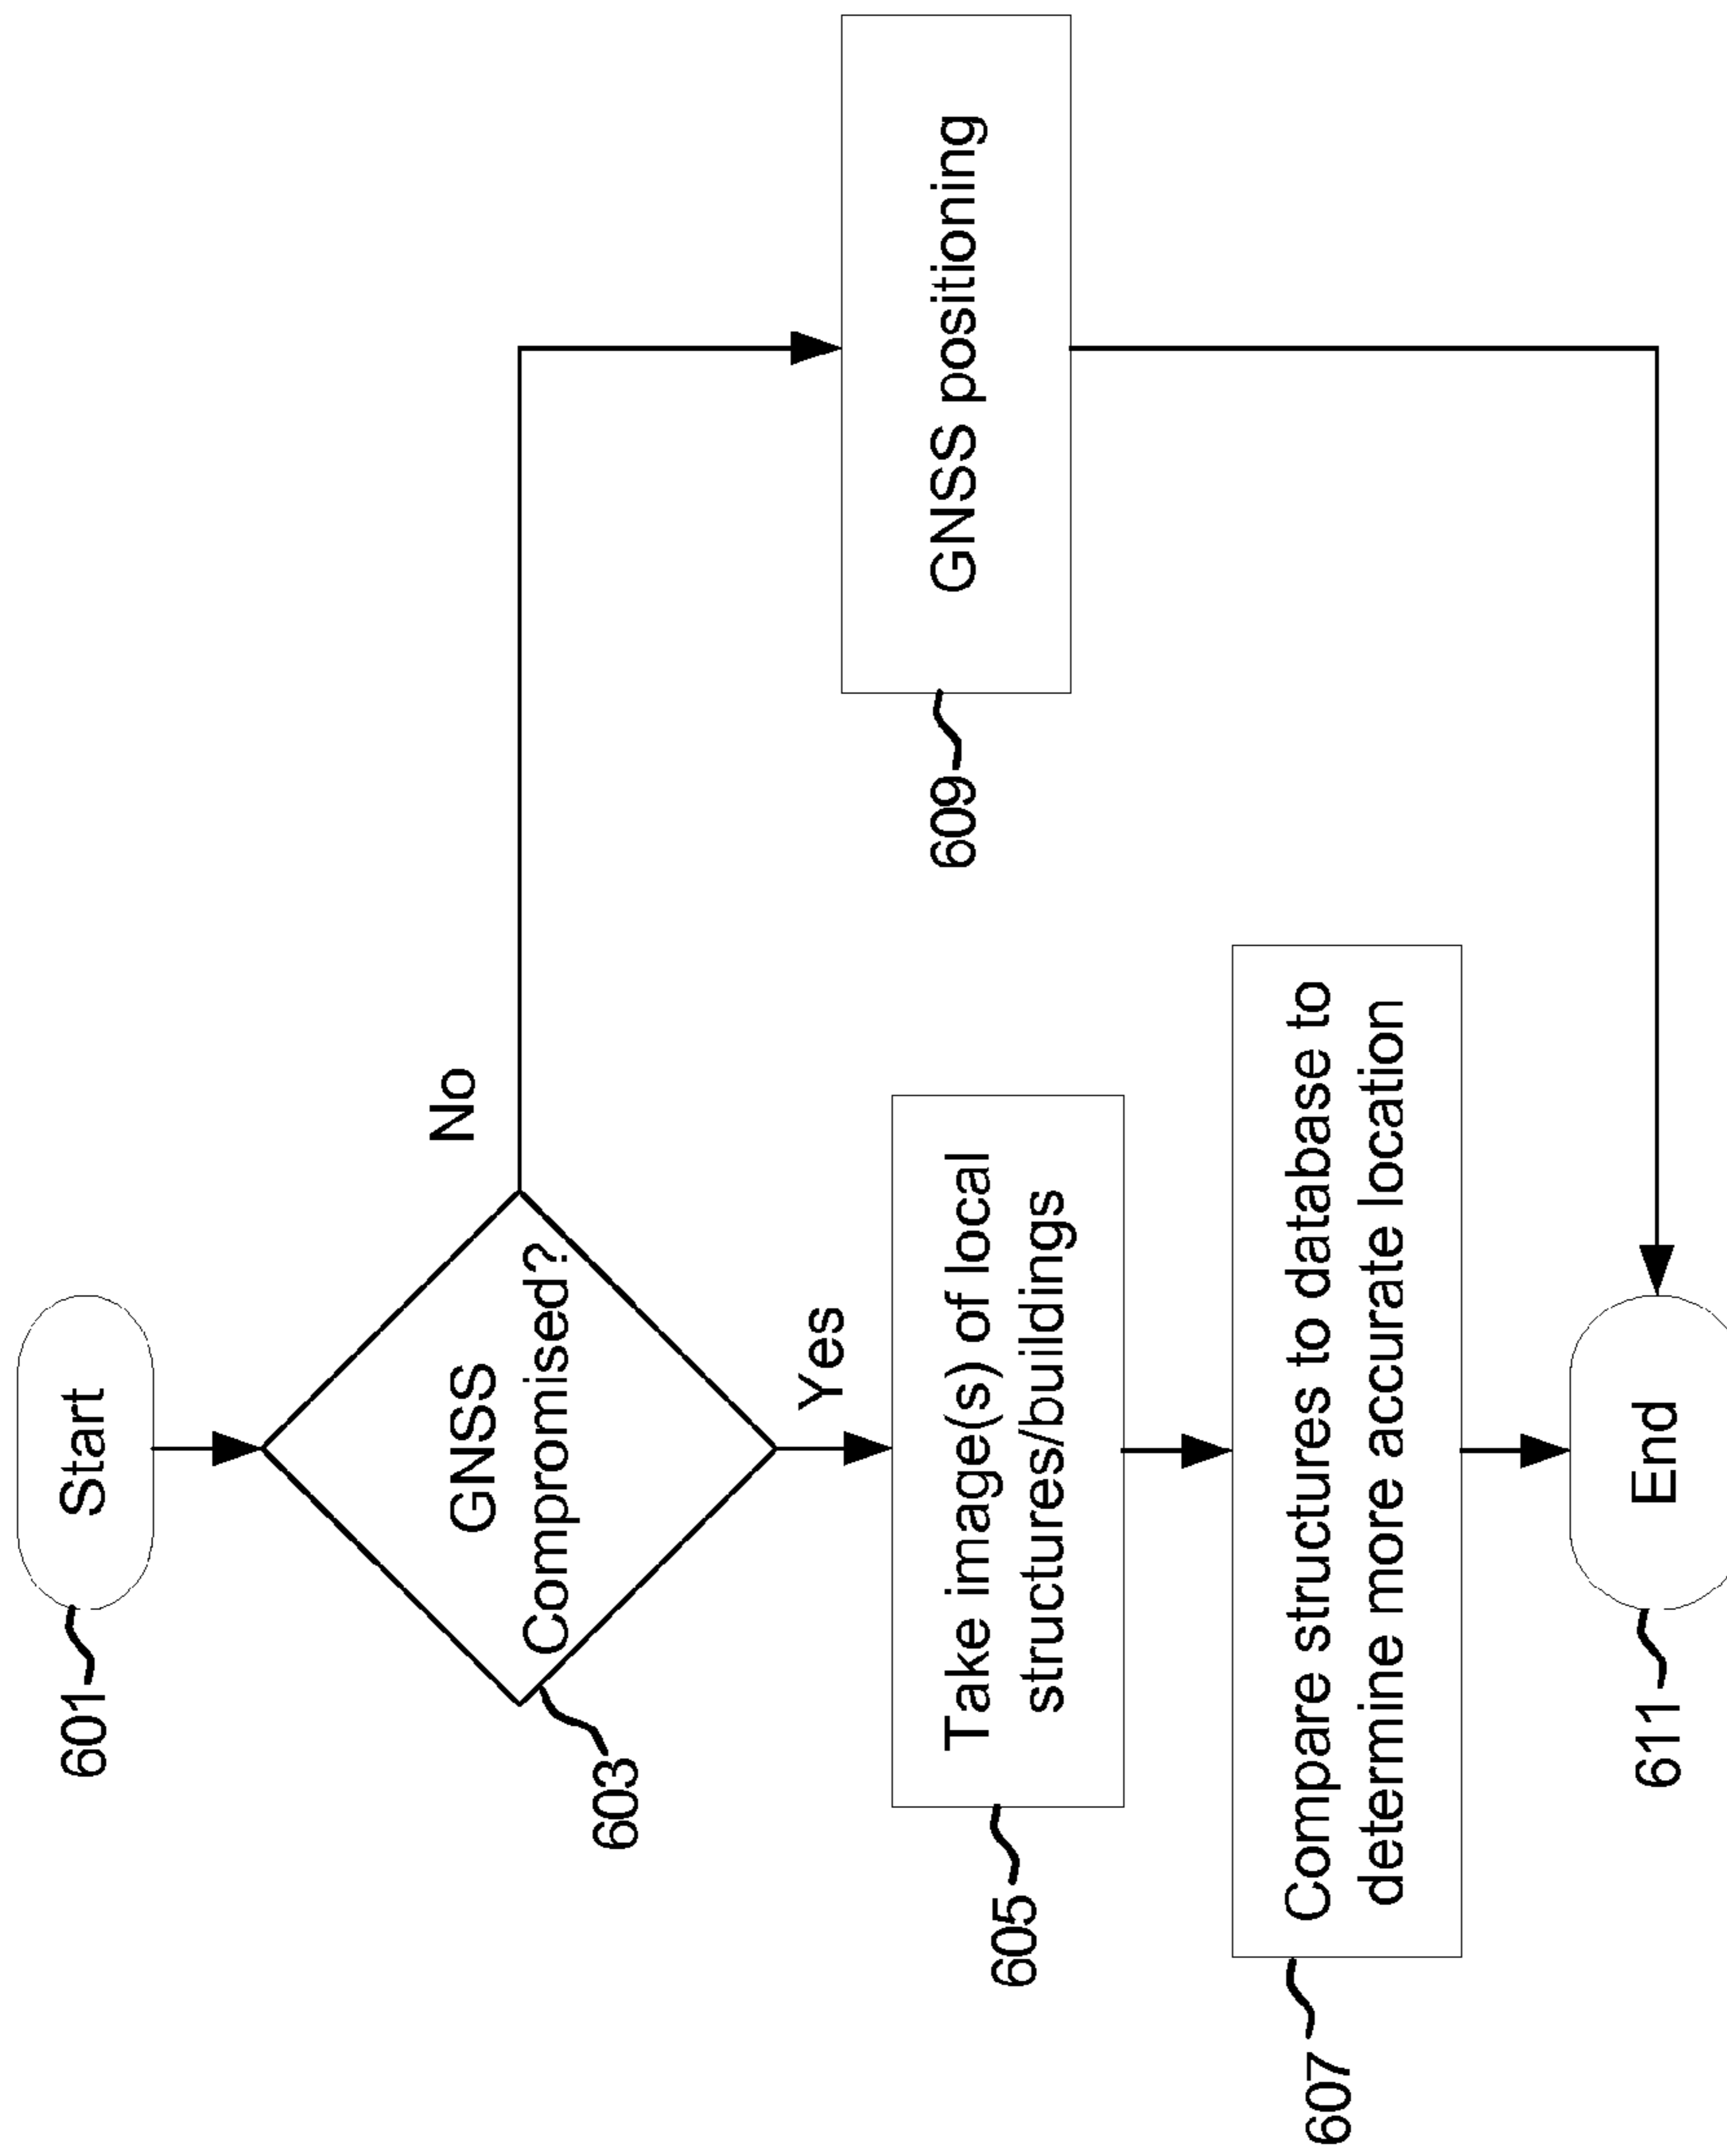 601
Start
603
GNSS
Compromised?
No
Yes
605
Take image(s) of local
structures/buildings
609
GNSS positioning
607
Compare structures to database to
determine more accurate location
611
End